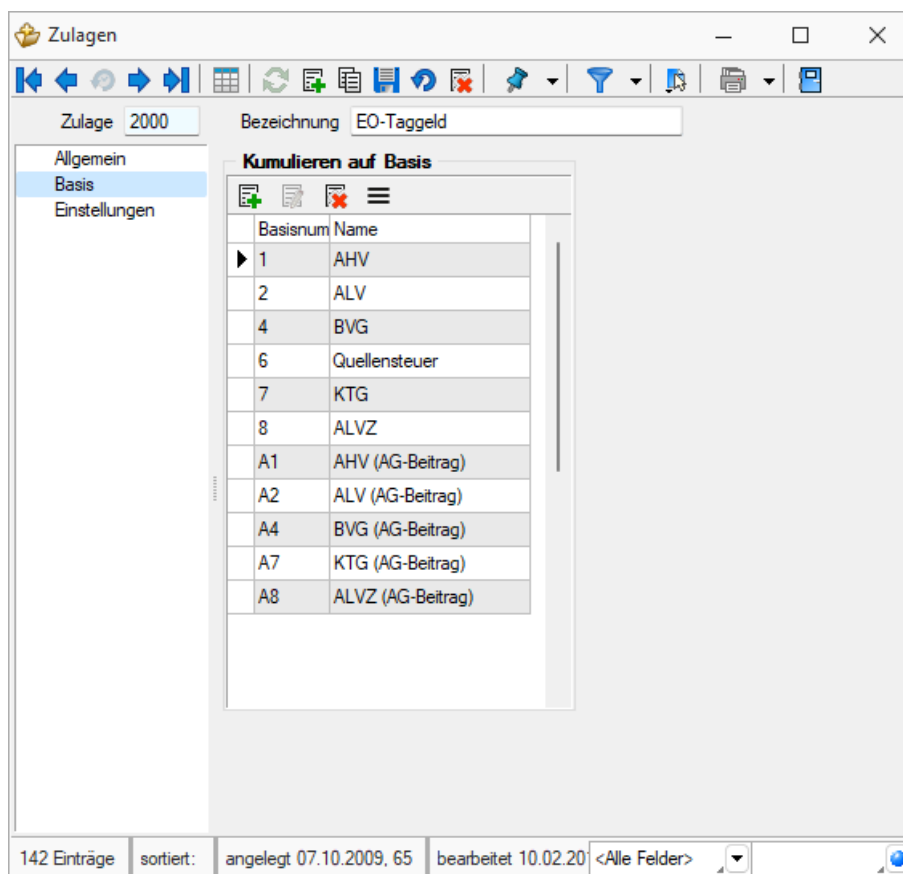 Zulagen
Zulage 2000 Bezeichnung EO-Taggeld
Allgemein
Basis
Einstellungen
Kumulieren auf Basis
Basisnum Name
1 AHV
2 ALV
4 BVG
6 Quellensteuer
7 KTG
8 ALVZ
A1 AHV (AG-Beitrag)
A2 ALV (AG-Beitrag)
A4 BVG (AG-Beitrag)
A7 KTG (AG-Beitrag)
A8 ALVZ (AG-Beitrag)
142 Einträge sortiert: angelegt 07.10.2009, 65 bearbeitet 10.02.20 <Alle Felder>